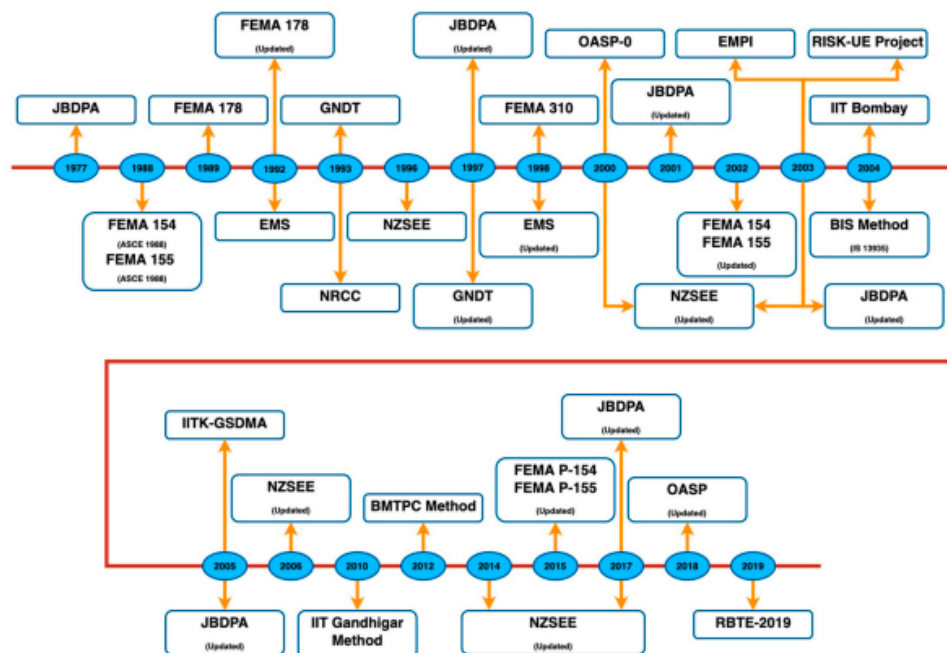 FEMA 178
(Updated)
JBDPA
(Updated)
OASP-0
EMPI
RISK-UE Project
JBDPA
FEMA 178
GNDT
FEMA 310
JBDPA
(Updated)
IIT Bombay
1977
1988
1989
1992
1993
1996
1997
1998
2000
2001
2002
2003
2004
FEMA 154
(ASCE 1988)
FEMA 155
(ASCE 1988)
EMS
NZSEE
EMS
(Updated)
FEMA 154
FEMA 155
(Updated)
BIS Method
(IS 13935)
NRCC
GNDT
(Updated)
NZSEE
(Updated)
JBDPA
(Updated)
IITK-GSDMA
JBDPA
(Updated)
NZSEE
(Updated)
BMTPC Method
FEMA P-154
FEMA P-155
(Updated)
OASP
(Updated)
2005
2006
2010
2012
2014
2015
2017
2018
2019
JBDPA
(Updated)
IIT Gandhigar
Method
NZSEE
(Updated)
RBTE-2019